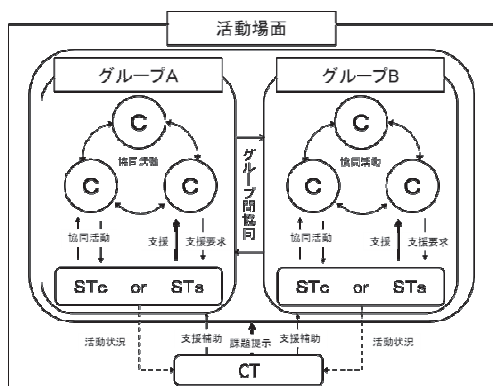 活動場面
グループA
グループB
C
C
協同活動
協同活動
C
C
C
C
グループ間協同
協同活動
支援
支援要求
協同活動
支援
支援要求
STc or STs
STc or STs
活動状況
支援補助
課題提示
支援補助
活動状況
CT